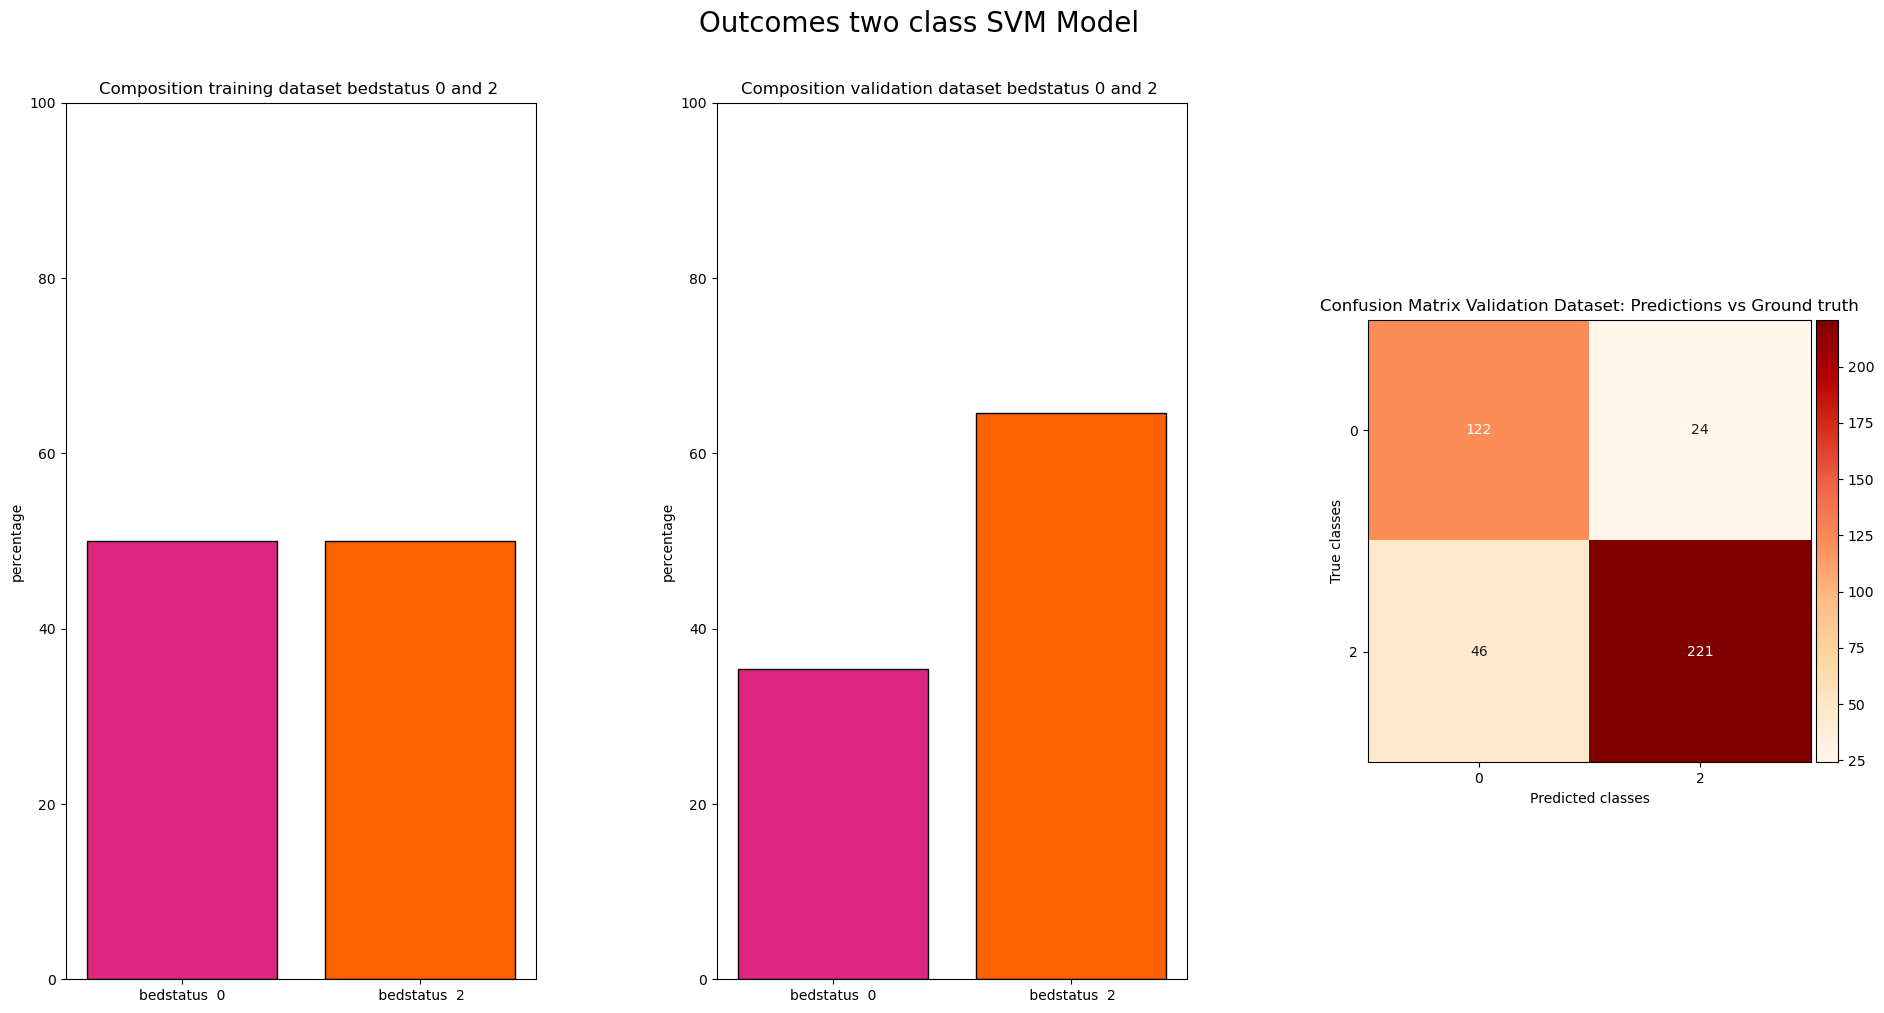 Outcomes two class SVM Model
Composition training dataset bedstatus 0 and 2
percentage
100
80
60
40
20
0
bedstatus  0
bedstatus  2
Composition validation dataset bedstatus 0 and 2
percentage
100
80
60
40
20
0
bedstatus  0
bedstatus  2
Confusion Matrix Validation Dataset: Predictions vs Ground truth
True classes
0
2
122
24
46
221
0
2
Predicted classes
200
175
150
125
100
75
50
25